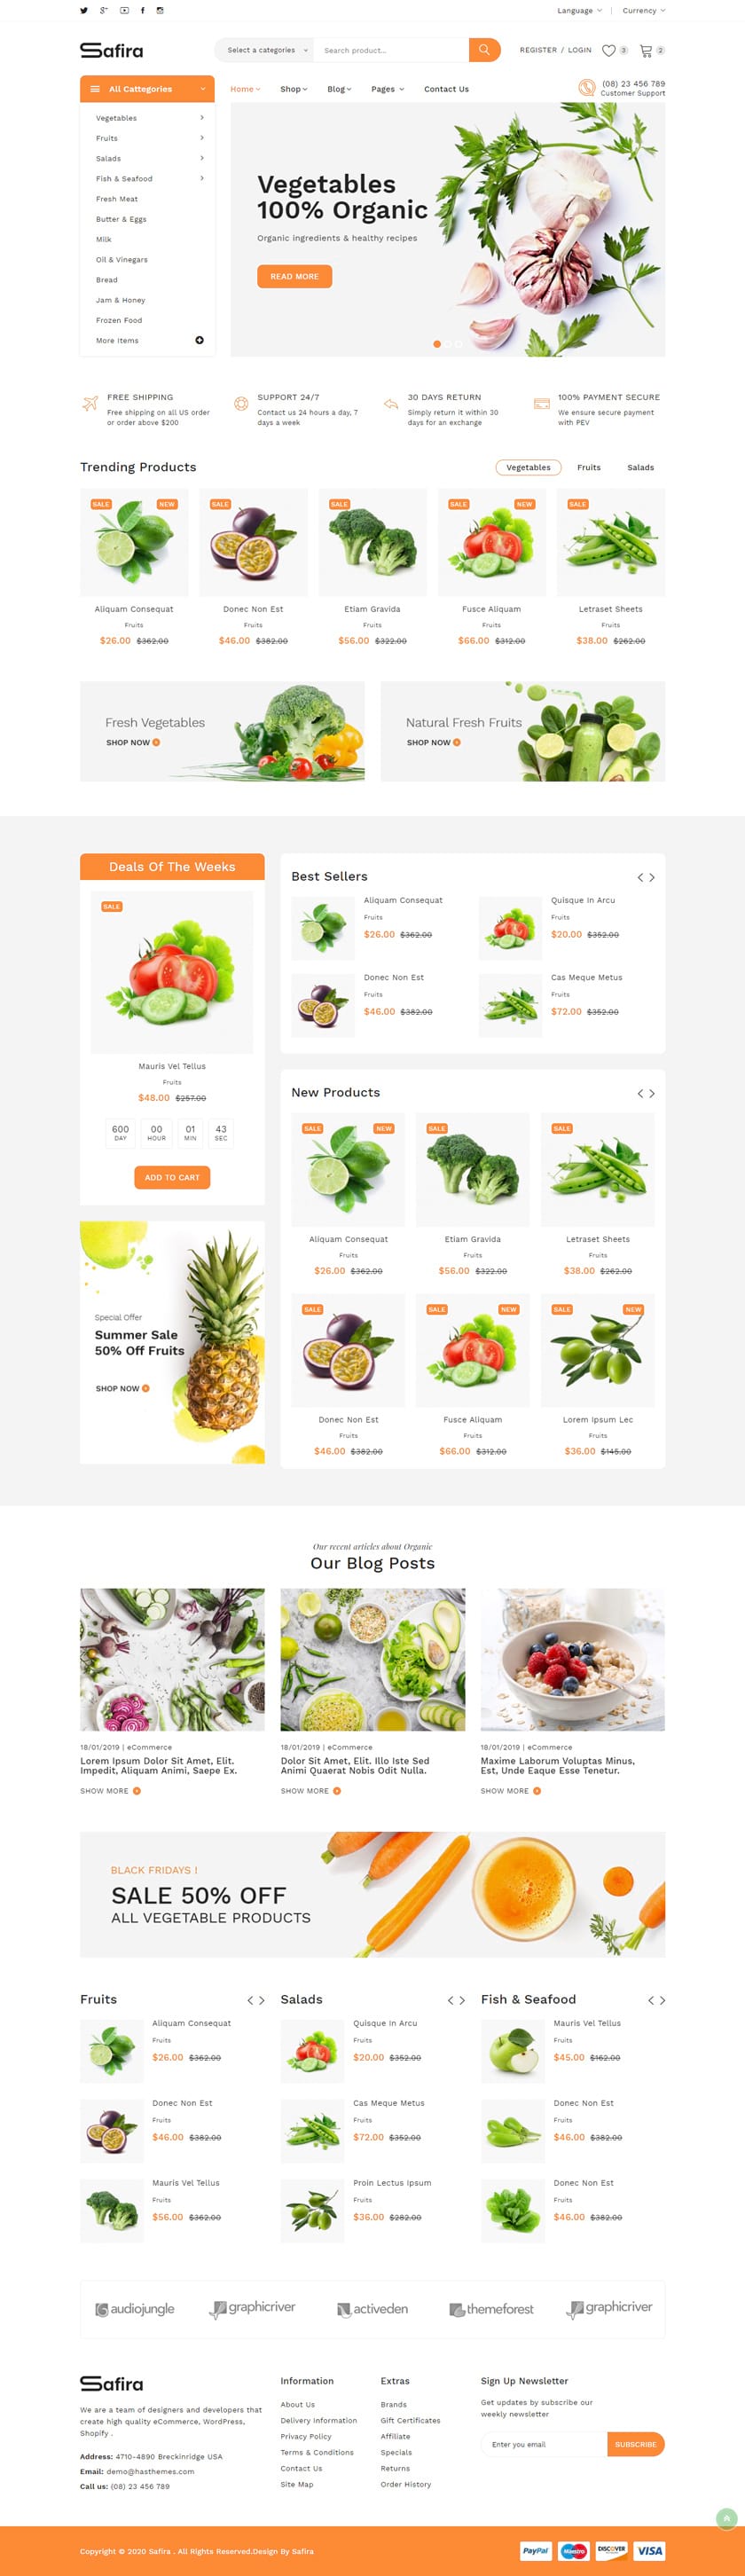 Language
Currency
Safira
Select a categories
Search product...
REGISTER / LOGIN
3
2
All Cattegories
Home
Shop
Blog
Pages
Contact Us
(08) 23 456 789
Customer Support
Vegetables
Fruits
Salads
Fish & Seafood
Fresh Meat
Butter & Eggs
Milk
Oil & Vinegars
Bread
Jam & Honey
Frozen Food
More Items
Vegetables
100% Organic
Organic ingredients & healthy recipes
READ MORE
FREE SHIPPING
Free shipping on all US order
or order above $200
SUPPORT 24/7
Contact us 24 hours a day, 7
days a week
30 DAYS RETURN
Simply return it within 30
days for an exchange
100% PAYMENT SECURE
We ensure secure payment
with PEV
Trending Products
Vegetables
Fruits
Salads
SALE
NEW
Aliquam Consequat
Fruits
$26.00 $362.00
SALE
Donec Non Est
Fruits
$46.00 $382.00
SALE
Etiam Gravida
Fruits
$56.00 $322.00
SALE
NEW
Fusce Aliquam
Fruits
$66.00 $312.00
SALE
Letraset Sheets
Fruits
$38.00 $262.00
Fresh Vegetables
SHOP NOW
Natural Fresh Fruits
SHOP NOW
Deals Of The Weeks
SALE
Mauris Vel Tellus
Fruits
$48.00 $257.00
600 00 01 43
DAY HOUR MIN SEC
ADD TO CART
Special Offer
Summer Sale
50% Off Fruits
SHOP NOW
Best Sellers
Aliquam Consequat
Fruits
$26.00 $362.00
Quisque In Arcu
Fruits
$20.00 $352.00
Donec Non Est
Fruits
$46.00 $382.00
Cas Meque Metus
Fruits
$72.00 $352.00
New Products
SALE
NEW
Aliquam Consequat
Fruits
$26.00 $362.00
SALE
Etiam Gravida
Fruits
$56.00 $322.00
SALE
Letraset Sheets
Fruits
$38.00 $262.00
SALE
Donec Non Est
Fruits
$46.00 $382.00
SALE
NEW
Fusce Aliquam
Fruits
$66.00 $312.00
SALE
NEW
Lorem Ipsum Lec
Fruits
$36.00 $145.00
Our recent articles about Organic
Our Blog Posts
18/01/2019 | eCommerce
Lorem Ipsum Dolor Sit Amet, Elit.
Impedit, Aliquam Animi, Saepe Ex.
SHOW MORE
18/01/2019 | eCommerce
Dolor Sit Amet, Elit. Illo Iste Sed
Animi Quaerat Nobis Odit Nulla.
SHOW MORE
18/01/2019 | eCommerce
Maxime Laborum Voluptas Minus,
Est, Unde Eaque Esse Tenetur.
SHOW MORE
BLACK FRIDAYS !
SALE 50% OFF
ALL VEGETABLE PRODUCTS
Fruits
Aliquam Consequat
Fruits
$26.00 $362.00
Donec Non Est
Fruits
$46.00 $382.00
Mauris Vel Tellus
Fruits
$56.00 $362.00
Salads
Quisque In Arcu
Fruits
$20.00 $352.00
Cas Meque Metus
Fruits
$72.00 $352.00
Proin Lectus Ipsum
Fruits
$36.00 $282.00
Fish & Seafood
Mauris Vel Tellus
Fruits
$45.00 $162.00
Donec Non Est
Fruits
$46.00 $382.00
Donec Non Est
Fruits
$46.00 $382.00
audiojungle
graphicriver
activeden
themeforest
graphicriver
Safira
We are a team of designers and developers that
create high quality eCommerce, WordPress,
Shopify .
Address: 4710-4890 Breckinridge USA
Email: demo@hasthemes.com
Call us: (08) 23 456 789
Information
About Us
Delivery Information
Privacy Policy
Terms & Conditions
Contact Us
Site Map
Extras
Brands
Gift Certificates
Affiliate
Specials
Returns
Order History
Sign Up Newsletter
Get updates by subscribe our
weekly newsletter
Enter you email
SUBSCRIBE
Copyright © 2020 Safira . All Rights Reserved.Design By Safira
PayPal
Maestro
DISCOVER
VISA